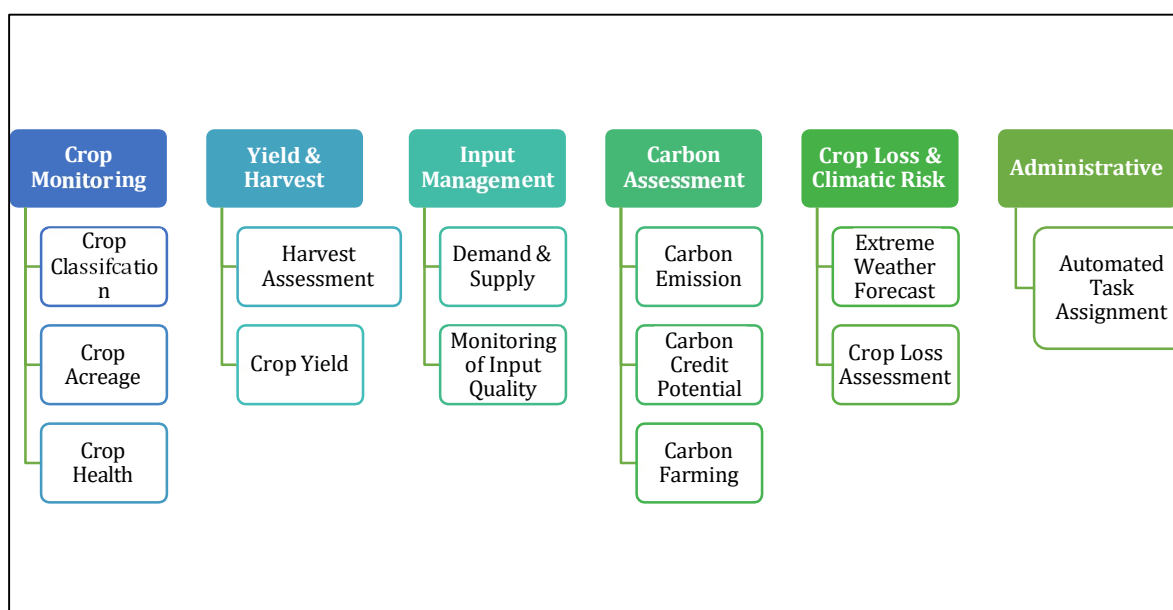 Crop
Monitoring
Crop
Classifcatio
n
Crop
Acreage
Crop
Health
Yield &
Harvest
Harvest
Assessment
Crop Yield
Input
Management
Demand &
Supply
Monitoring
of Input
Quality
Carbon
Assessment
Carbon
Emission
Carbon
Credit
Potential
Carbon
Farming
Crop Loss &
Climatic Risk
Extreme
Weather
Forecast
Crop Loss
Assessment
Administrative
Automated
Task
Assignment